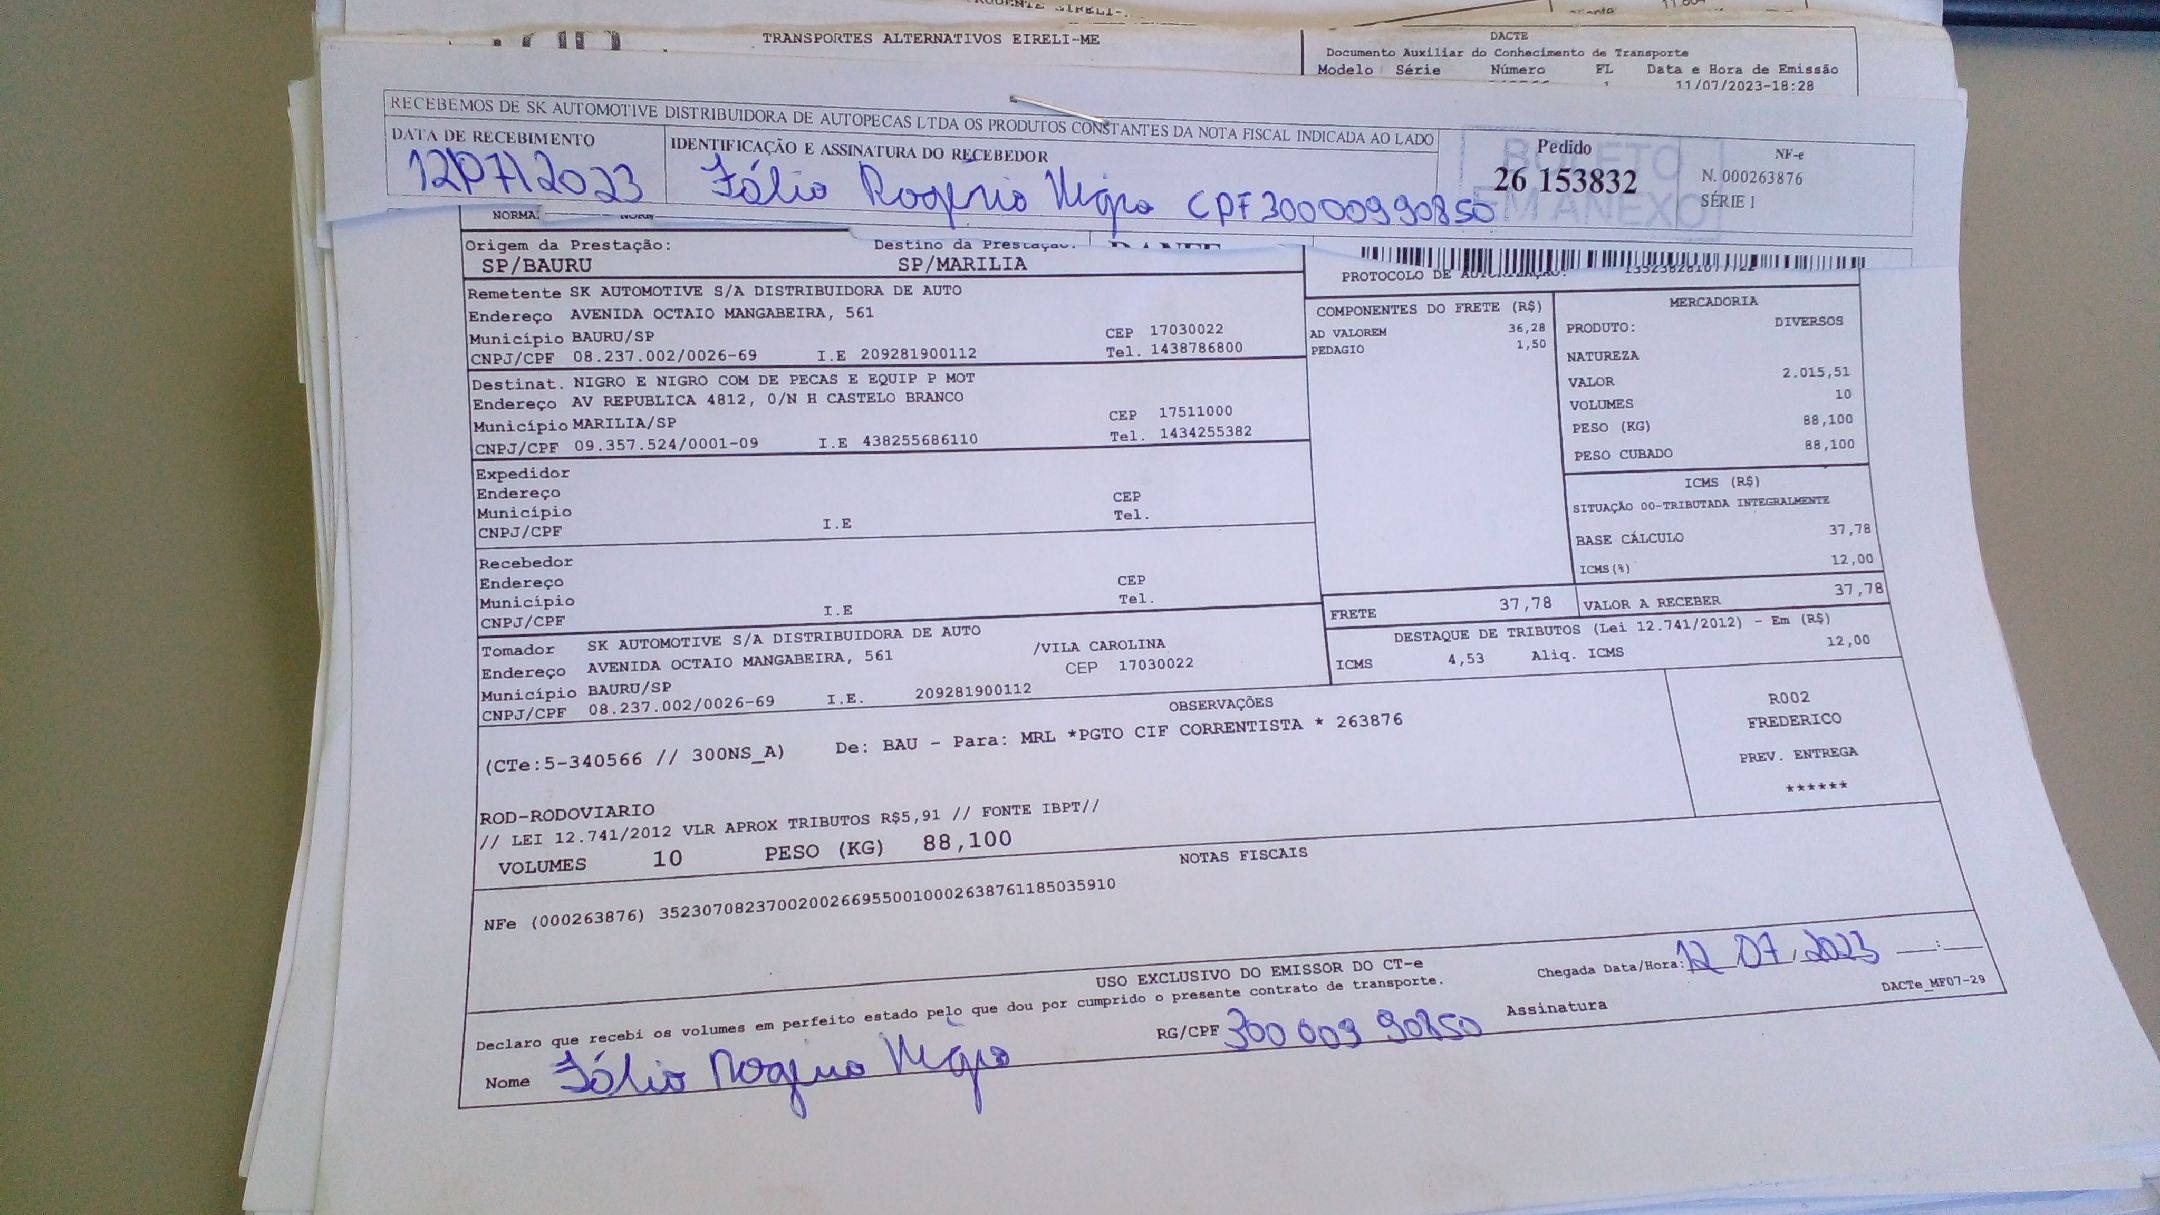 TRANSPORTES ALTERNATIVOS EIRELI-ME
DACTE
Documento Auxiliar do Conhecimento de Transporte
Modelo Série Número FL Data e Hora de Emissão
11/07/2023-18:28
RECEBEMOS DE SK AUTOMOTIVE DISTRIBUIDORA DE AUTOPECAS LTDA OS PRODUTOS CONSTANTES DA NOTA FISCAL INDICADA AO LADO
DATA DE RECEBIMENTO
12/07/2023
IDENTIFICAÇÃO E ASSINATURA DO RECEBEDOR
Rogério CPF 30000990850
BOLETO
EM ANEXO
Pedido
26 153832
NF-e
N. 000263876
SÉRIE 1
Origem da Prestação: Destino da Prestação:
SP/BAURU SP/MARILIA
PROTOCOLO DE
Remetente SK AUTOMOTIVE S/A DISTRIBUIDORA DE AUTO
Endereço AVENIDA OCTAIO MANGABEIRA, 561
Município BAURU/SP CEP 17030022
CNPJ/CPF 08.237.002/0026-69 I.E 209281900112 Tel. 1438786800
Destinat. NIGRO E NIGRO COM DE PECAS E EQUIP P MOT
Endereço AV REPUBLICA 4812, 0/N H CASTELO BRANCO
Município MARILIA/SP CEP 17511000
CNPJ/CPF 09.357.524/0001-09 I.E 438255686110 Tel. 1434255382
Expedidor
Endereço
Município CEP
CNPJ/CPF I.E Tel.
Recebedor
Endereço
Município CEP
CNPJ/CPF I.E Tel.
Tomador SK AUTOMOTIVE S/A DISTRIBUIDORA DE AUTO
Endereço AVENIDA OCTAIO MANGABEIRA, 561 /VILA CAROLINA
Município BAURU/SP CEP 17030022
CNPJ/CPF 08.237.002/0026-69 I.E. 209281900112
COMPONENTES DO FRETE (R$)
AD VALOREM 36,28
PEDAGIO 1,50
MERCADORIA
PRODUTO: DIVERSOS
NATUREZA
VALOR 2.015,51
VOLUMES 10
PESO (KG) 88,100
PESO CUBADO 88,100
ICMS (R$)
SITUAÇÃO 00-TRIBUTADA INTEGRALMENTE
BASE CÁLCULO 37,78
ICMS(%) 12,00
FRETE 37,78 VALOR A RECEBER 37,78
DESTAQUE DE TRIBUTOS (Lei 12.741/2012) - Em (R$)
ICMS 4,53 Aliq. ICMS 12,00
OBSERVAÇÕES
(CTe:5-340566 // 300NS_A) De: BAU - Para: MRL *PGTO CIF CORRENTISTA * 263876
R002
FREDERICO
PREV. ENTREGA
******
ROD-RODOVIARIO
// LEI 12.741/2012 VLR APROX TRIBUTOS R$5,91 // FONTE IBPT//
VOLUMES 10 PESO (KG) 88,100
NOTAS FISCAIS
NFe (000263876) 35230708237002002669550010002638761185035910
USO EXCLUSIVO DO EMISSOR DO CT-e
Declaro que recebi os volumes em perfeito estado pelo que dou por cumprido o presente contrato de transporte.
Chegada Data/Hora: 12 07/2023 ___:___
Nome Rogério RG/CPF 30000990850 Assinatura
DACTe_MF07-29